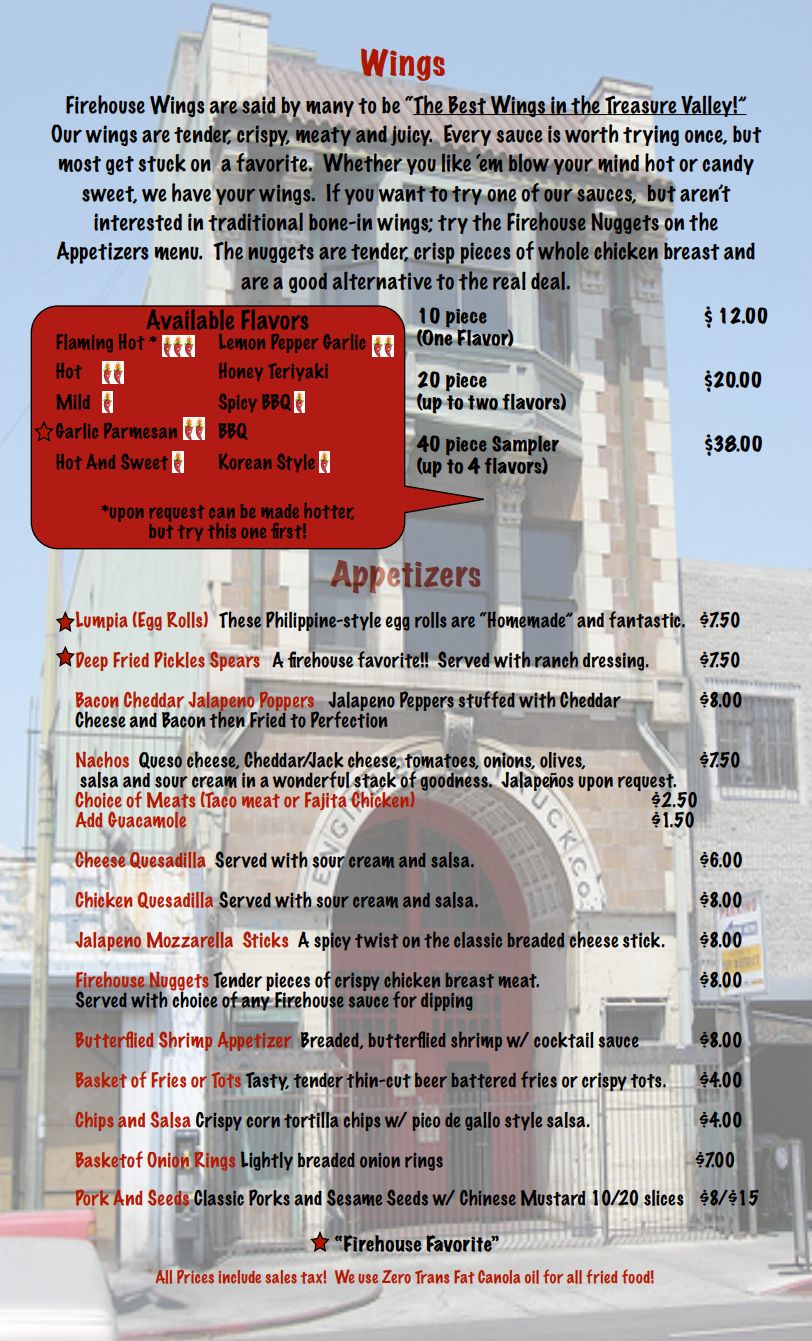 Wings
Firehouse Wings are said by many to be "The Best Wings in the Treasure Valley!"
Our wings are tender, crispy, meaty and juicy. Every sauce is worth trying once, but
most get stuck on a favorite. Whether you like 'em blow your mind hot or candy
sweet, we have your wings. If you want to try one of our sauces, but aren't
interested in traditional bone-in wings; try the Firehouse Nuggets on the
Appetizers menu. The nuggets are tender, crisp pieces of whole chicken breast and
are a good alternative to the real deal.
Available Flavors
Flaming Hot * Lemon Pepper Garlic
Hot Honey Teriyaki
Mild Spicy BBQ
Garlic Parmesan BBQ
Hot And Sweet Korean Style
*upon request can be made hotter,
but try this one first!
10 piece $ 12.00
(One Flavor)
20 piece $20.00
(up to two flavors)
40 piece Sampler $38.00
(up to 4 flavors)
Appetizers
Lumpia (Egg Rolls) These Philippine-style egg rolls are "Homemade" and fantastic. $7.50
Deep Fried Pickles Spears A firehouse favorite!! Served with ranch dressing. $7.50
Bacon Cheddar Jalapeno Poppers Jalapeno Peppers stuffed with Cheddar $8.00
Cheese and Bacon then Fried to Perfection
Nachos Queso cheese, Cheddar/Jack cheese, tomatoes, onions, olives, $7.50
salsa and sour cream in a wonderful stack of goodness. Jalapeños upon request.
Choice of Meats (Taco meat or Fajita Chicken) $2.50
Add Guacamole $1.50
Cheese Quesadilla Served with sour cream and salsa. $6.00
Chicken Quesadilla Served with sour cream and salsa. $8.00
Jalapeno Mozzarella Sticks A spicy twist on the classic breaded cheese stick. $8.00
Firehouse Nuggets Tender pieces of crispy chicken breast meat. $8.00
Served with choice of any Firehouse sauce for dipping
Butterflied Shrimp Appetizer Breaded, butterflied shrimp w/ cocktail sauce $8.00
Basket of Fries or Tots Tasty, tender thin-cut beer battered fries or crispy tots. $4.00
Chips and Salsa Crispy corn tortilla chips w/ pico de gallo style salsa. $4.00
Basketof Onion Rings Lightly breaded onion rings $7.00
Pork And Seeds Classic Porks and Sesame Seeds w/ Chinese Mustard 10/20 slices $8/$15
"Firehouse Favorite"
All Prices include sales tax! We use Zero Trans Fat Canola oil for all fried food!